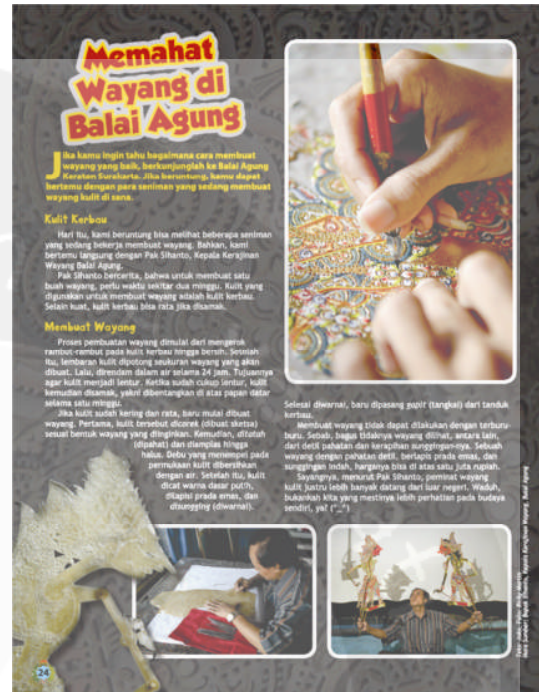 Memahat
Wayang di
Balai Agung
Jika kamu ingin tahu bagaimana cara membuat
wayang yang baik, berkunjunglah ke Balai Agung
Keraton Surakarta. Jika beruntung, kamu dapat
bertemu dengan para seniman yang sedang membuat
wayang kulit di sana.
Kulit Kerbau
Hari itu, kami beruntung bisa melihat beberapa seniman
yang sedang bekerja membuat wayang. Bahkan, kami
bertemu langsung dengan Pak Sihanto, Kepala Kerajinan
Wayang Balai Agung.
Pak Sihanto bercerita, bahwa untuk membuat satu
buah wayang, perlu waktu sekitar dua minggu. Kulit yang
digunakan untuk membuat wayang adalah kulit kerbau.
Selain kuat, kulit kerbau bisa rata jika disamak.
Membuat Wayang
Proses pembuatan wayang dimulai dari mengerok
rambut-rambut pada kulit kerbau hingga bersih. Setelah
itu, lembaran kulit dipotong seukuran wayang yang akan
dibuat. Lalu, direndam dalam air selama 24 jam. Tujuannya
agar kulit menjadi lentur. Ketika sudah cukup lentur, kulit
kemudian disamak, yakni dibentangkan di atas papan datar
selama satu minggu.
Jika kulit sudah kering dan rata, baru mulai dibuat
wayang. Pertama, kulit tersebut dicorek (dibuat sketsa)
sesuai bentuk wayang yang diinginkan. Kemudian, ditatah
(dipahat) dan diamplas hingga
halus. Debu yang menempel pada
permukaan kulit dibersihkan
dengan air. Setelah itu, kulit
dicat warna dasar putih,
dilapisi prada emas, dan
disungging (diwarnai).
Selesai diwarnai, baru dipasang gapit (tangkai) dari tanduk
kerbau.
Membuat wayang tidak dapat dilakukan dengan terburu-
buru. Sebab, bagus tidaknya wayang dilihat, antara lain,
dari detil pahatan dan kerapihan sunggingan-nya. Sebuah
wayang dengan pahatan detil, berlapis prada emas, dan
sunggingan indah, harganya bisa di atas satu juta rupiah.
Sayangnya, menurut Pak Sihanto, peminat wayang
kulit justru lebih banyak datang dari luar negeri. Waduh,
bukankah kita yang mestinya lebih perhatian pada budaya
sendiri, ya? (*_*)
24